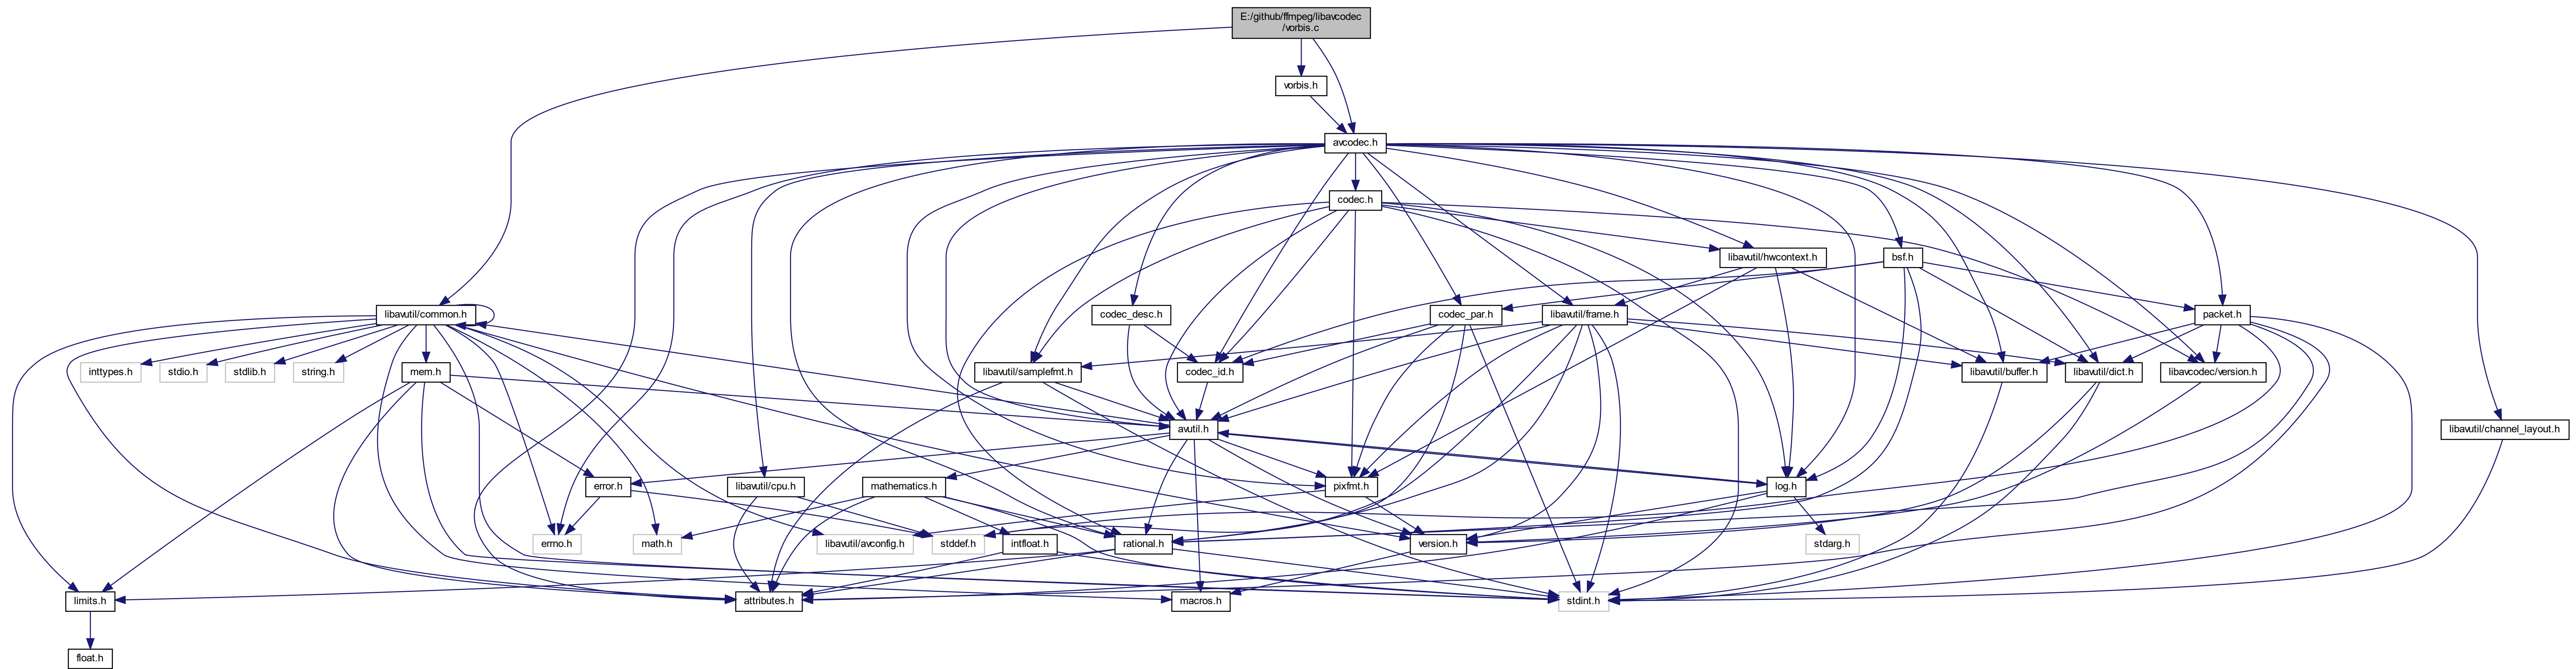 E:/github/ffmpeg/libavcodec
/vorbis.c
vorbis.h
avcodec.h
codec.h
libavutil/hwcontext.h
bsf.h
libavutil/common.h
codec_desc.h
codec_par.h
libavutil/frame.h
packet.h
inttypes.h
stdio.h
stdlib.h
string.h
mem.h
libavutil/samplefmt.h
codec_id.h
libavutil/buffer.h
libavutil/dict.h
libavcodec/version.h
avutil.h
libavutil/channel_layout.h
error.h
libavutil/cpu.h
mathematics.h
pixfmt.h
log.h
errno.h
math.h
libavutil/avconfig.h
stddef.h
intfloat.h
rational.h
version.h
stdarg.h
limits.h
attributes.h
macros.h
stdint.h
float.h